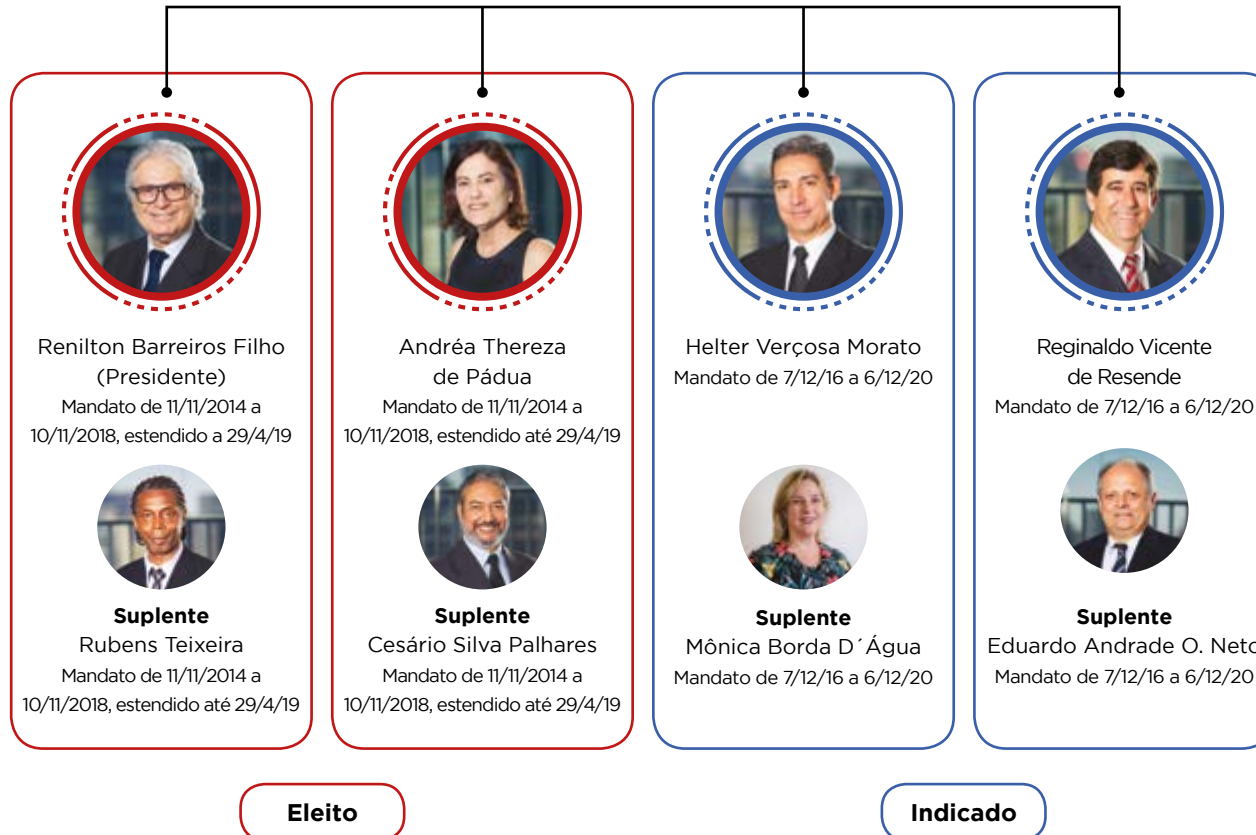 Renilton Barreiros Filho
(Presidente)
Mandato de 11/11/2014 a
10/11/2018, estendido a 29/4/19
Suplente
Rubens Teixeira
Mandato de 11/11/2014 a
10/11/2018, estendido até 29/4/19
Andréa Thereza
de Pádua
Mandato de 11/11/2014 a
10/11/2018, estendido até 29/4/19
Suplente
Cesário Silva Palhares
Mandato de 11/11/2014 a
10/11/2018, estendido até 29/4/19
Helter Verçosa Morato
Mandato de 7/12/16 a 6/12/20
Suplente
Mônica Borda D´Água
Mandato de 7/12/16 a 6/12/20
Reginaldo Vicente
de Resende
Mandato de 7/12/16 a 6/12/20
Suplente
Eduardo Andrade O. Neto
Mandato de 7/12/16 a 6/12/20
Eleito
Indicado